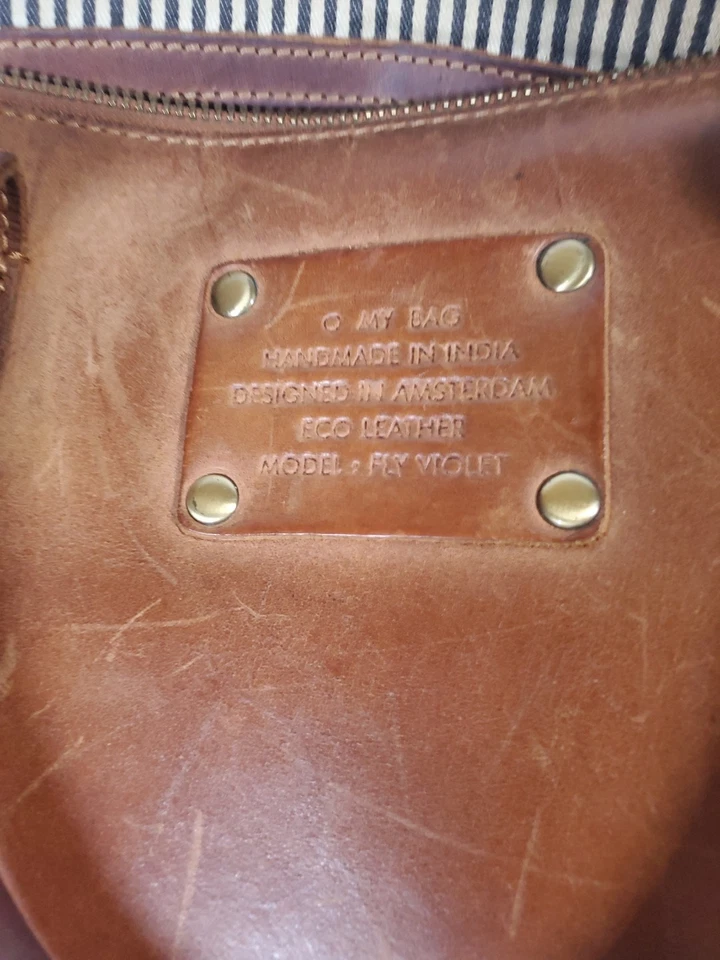 O MY BAG
HANDMADE IN INDIA
DESIGNED IN AMSTERDAM
ECO LEATHER
MODEL : FLY VIOLET